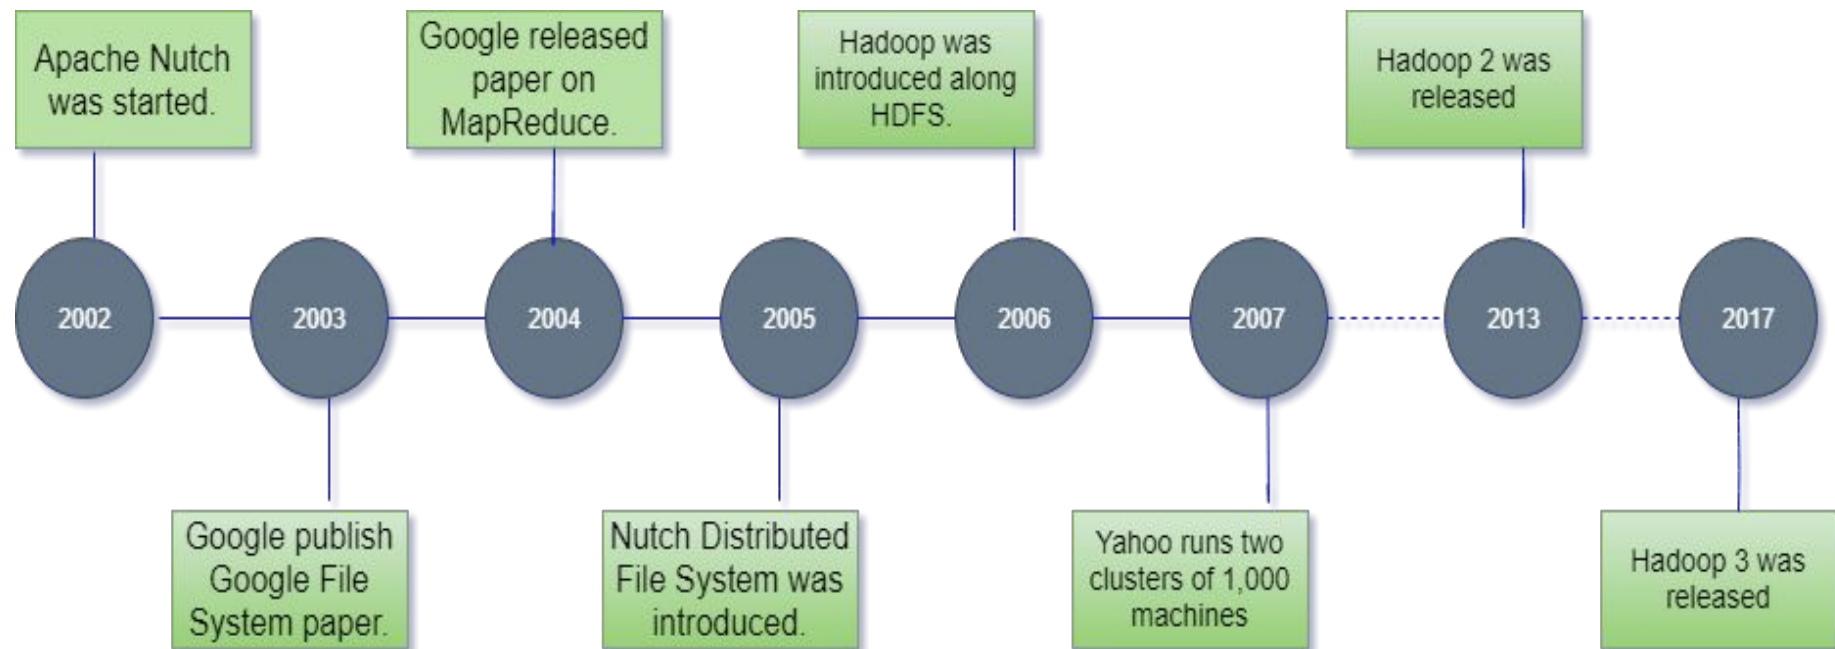 Apache Nutch
was started.
Google released
paper on
MapReduce.
Hadoop was
introduced along
HDFS.
Hadoop 2 was
released
2002
2003
2004
2005
2006
2007
2013
2017
Google publish
Google File
System paper.
Nutch Distributed
File System was
introduced.
Yahoo runs two
clusters of 1,000
machines
Hadoop 3 was
released